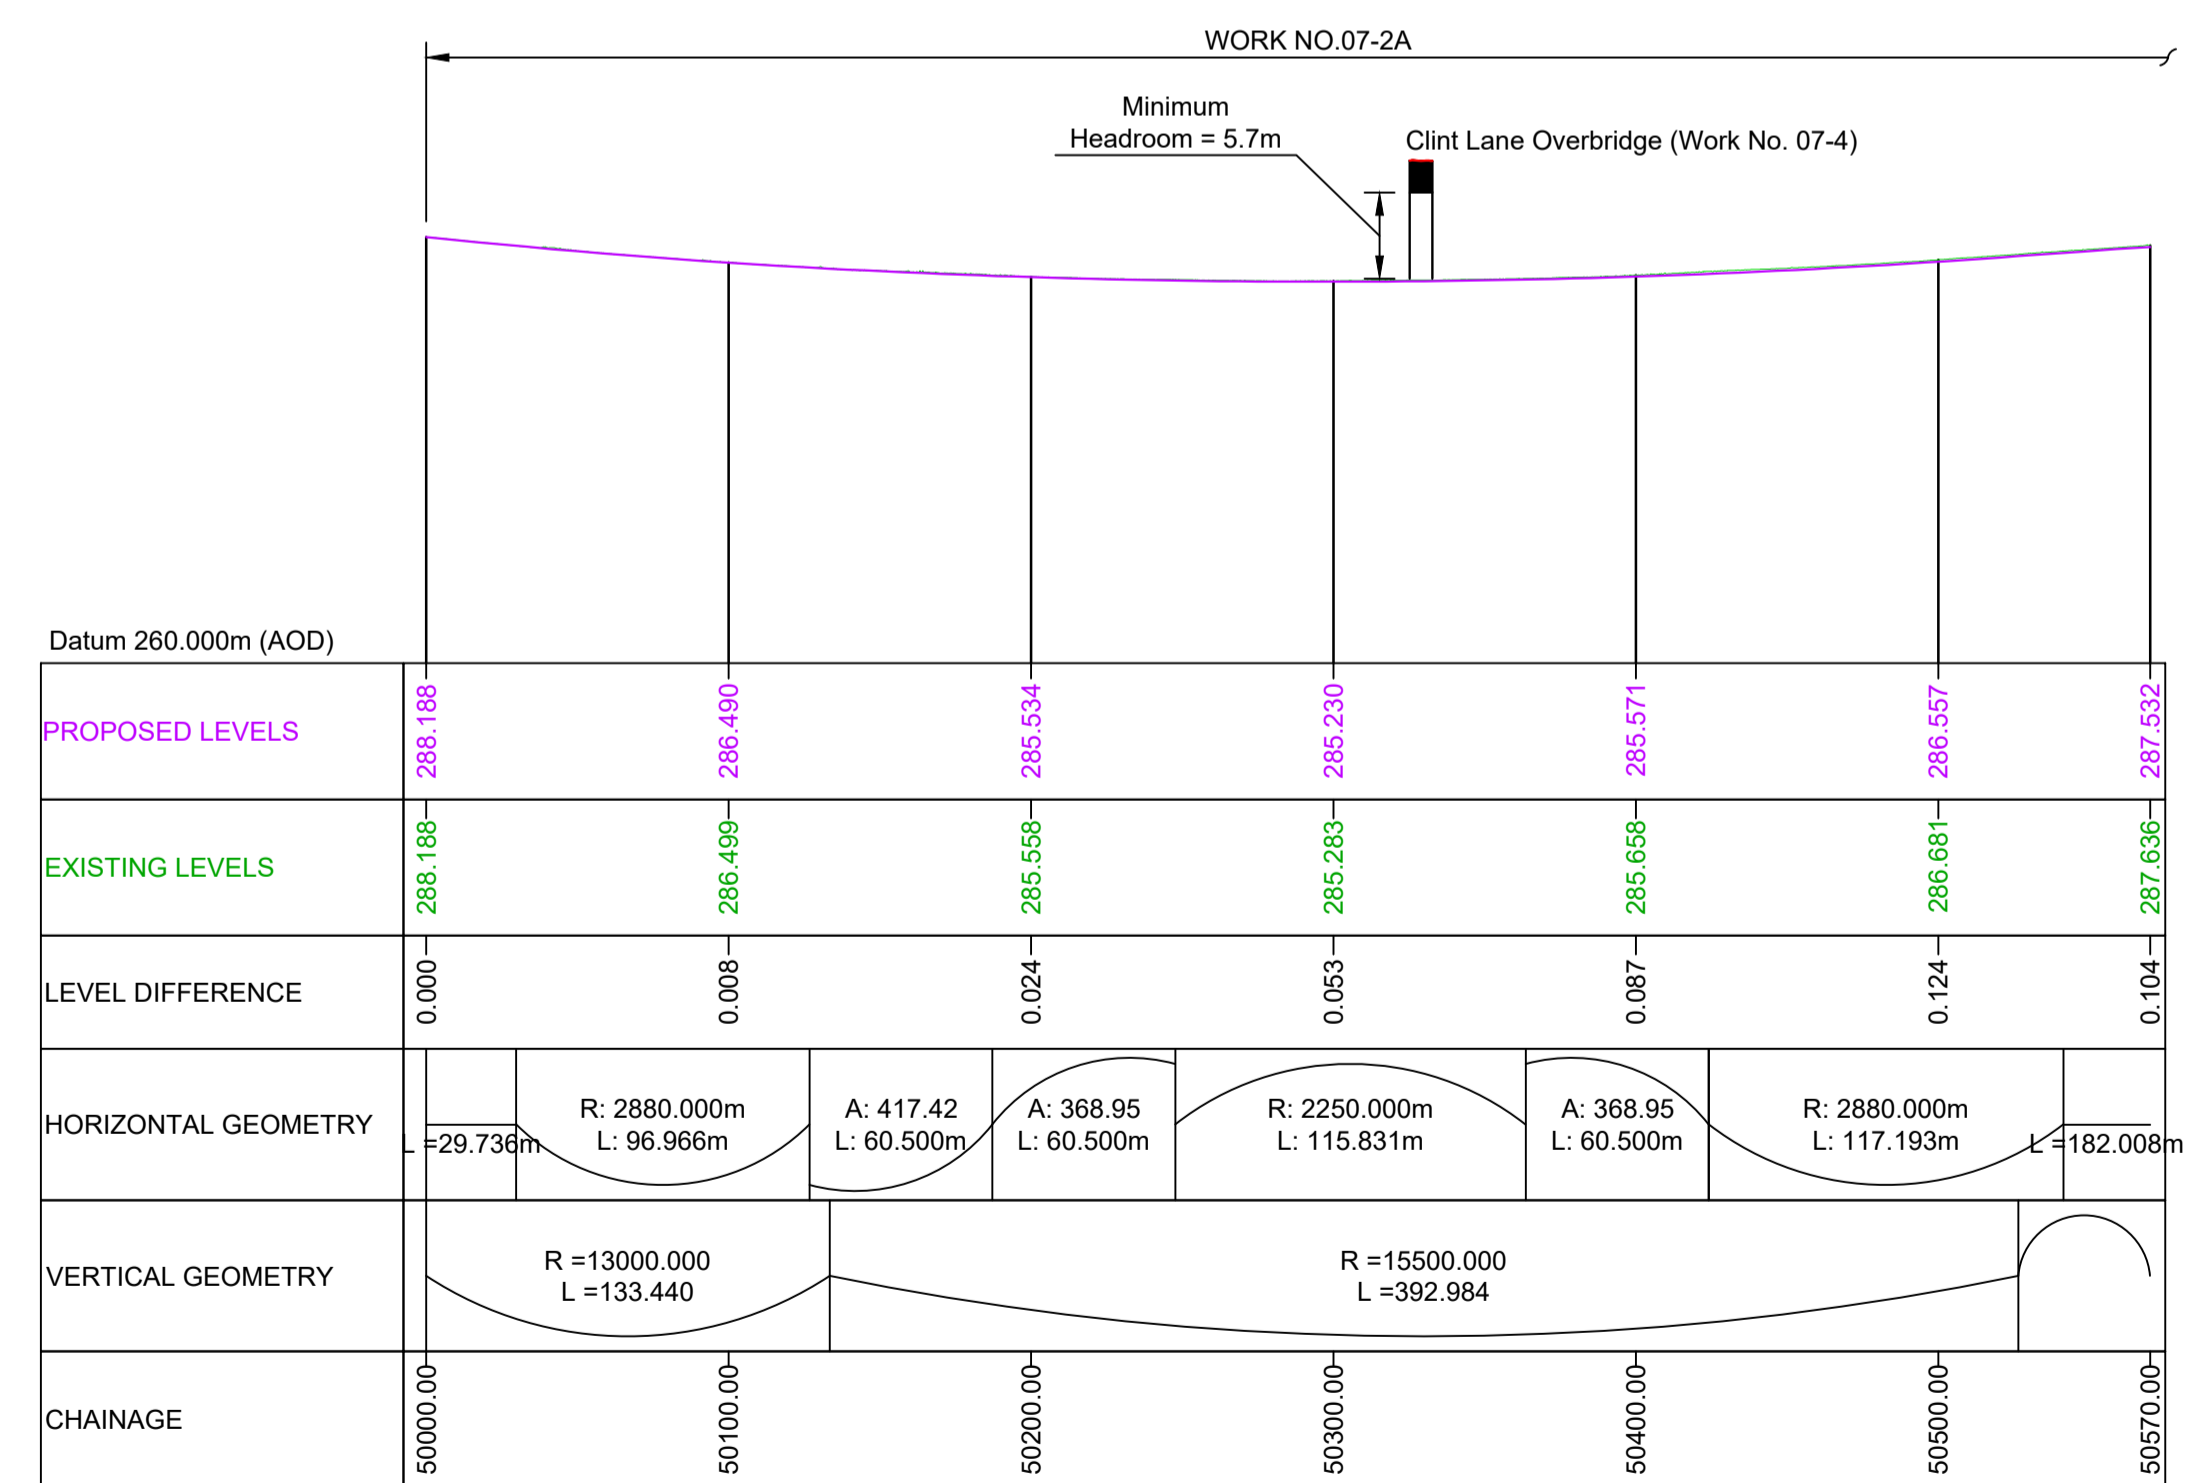 WORK NO.07-2A
Minimum
Headroom = 5.7m
Clint Lane Overbridge (Work No. 07-4)
Datum 260.000m (AOD)
PROPOSED LEVELS
288.188
286.490
285.534
285.230
285.571
286.557
287.532
EXISTING LEVELS
288.188
286.499
285.558
285.283
285.658
286.681
287.636
LEVEL DIFFERENCE
0.000
0.008
0.024
0.053
0.087
0.124
0.104
HORIZONTAL GEOMETRY
L =29.736m
R: 2880.000m
L: 96.966m
A: 417.42
L: 60.500m
A: 368.95
L: 60.500m
R: 2250.000m
L: 115.831m
A: 368.95
L: 60.500m
R: 2880.000m
L: 117.193m
L =182.008m
VERTICAL GEOMETRY
R =13000.000
L =133.440
R =15500.000
L =392.984
CHAINAGE
50000.00
50100.00
50200.00
50300.00
50400.00
50500.00
50570.00